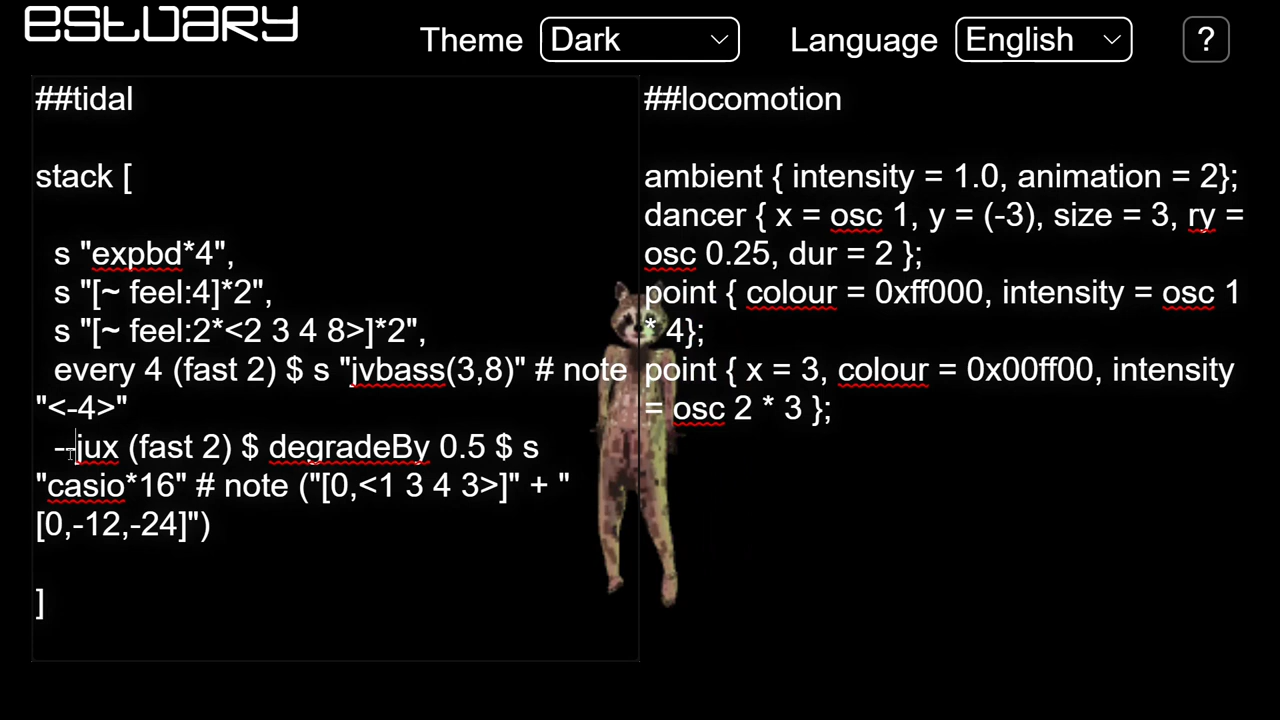 estuary
Theme Dark Language English ?
##tidal
stack [
s "expbd*4",
s "[~ feel:4]*2",
s "[~ feel:2*<2 3 4 8>]*2",
every 4 (fast 2) $ s "jvbass(3,8)" # note
"<-4>"
--jux (fast 2) $ degradeBy 0.5 $ s
"casio*16" # note ("[0,<1 3 4 3>]" + "
[0,-12,-24]")
]
##locomotion
ambient { intensity = 1.0, animation = 2};
dancer { x = osc 1, y = (-3), size = 3, ry =
osc 0.25, dur = 2 };
point { colour = 0xff000, intensity = osc 1
* 4};
point { x = 3, colour = 0x00ff00, intensity
= osc 2 * 3 };